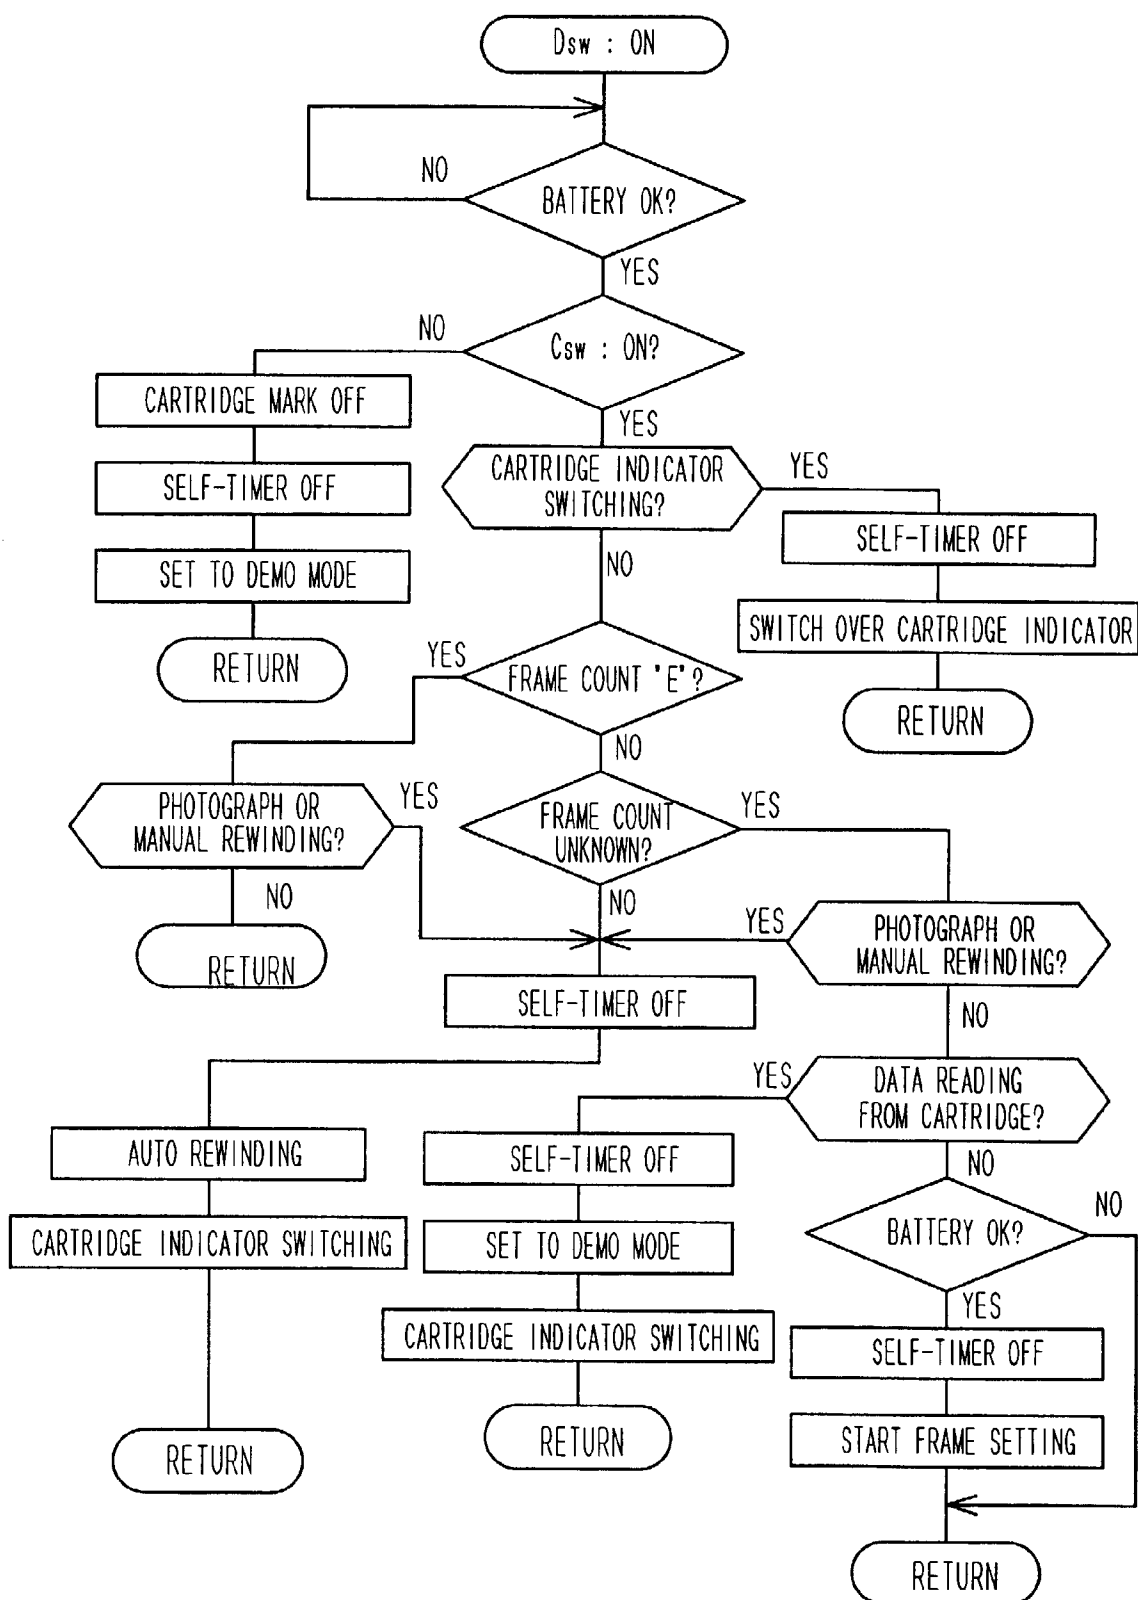 Dsw : ON
NO
BATTERY OK?
YES
NO
Csw : ON?
YES
CARTRIDGE MARK OFF
SELF-TIMER OFF
SET TO DEMO MODE
RETURN
CARTRIDGE INDICATOR
SWITCHING?
YES
SELF-TIMER OFF
SWITCH OVER CARTRIDGE INDICATOR
RETURN
NO
YES
FRAME COUNT "E"?
NO
PHOTOGRAPH OR
MANUAL REWINDING?
YES
NO
RETURN
FRAME COUNT
UNKNOWN?
YES
NO
YES
PHOTOGRAPH OR
MANUAL REWINDING?
NO
SELF-TIMER OFF
AUTO REWINDING
CARTRIDGE INDICATOR SWITCHING
RETURN
YES
DATA READING
FROM CARTRIDGE?
NO
SELF-TIMER OFF
SET TO DEMO MODE
CARTRIDGE INDICATOR SWITCHING
RETURN
BATTERY OK?
NO
YES
SELF-TIMER OFF
START FRAME SETTING
RETURN